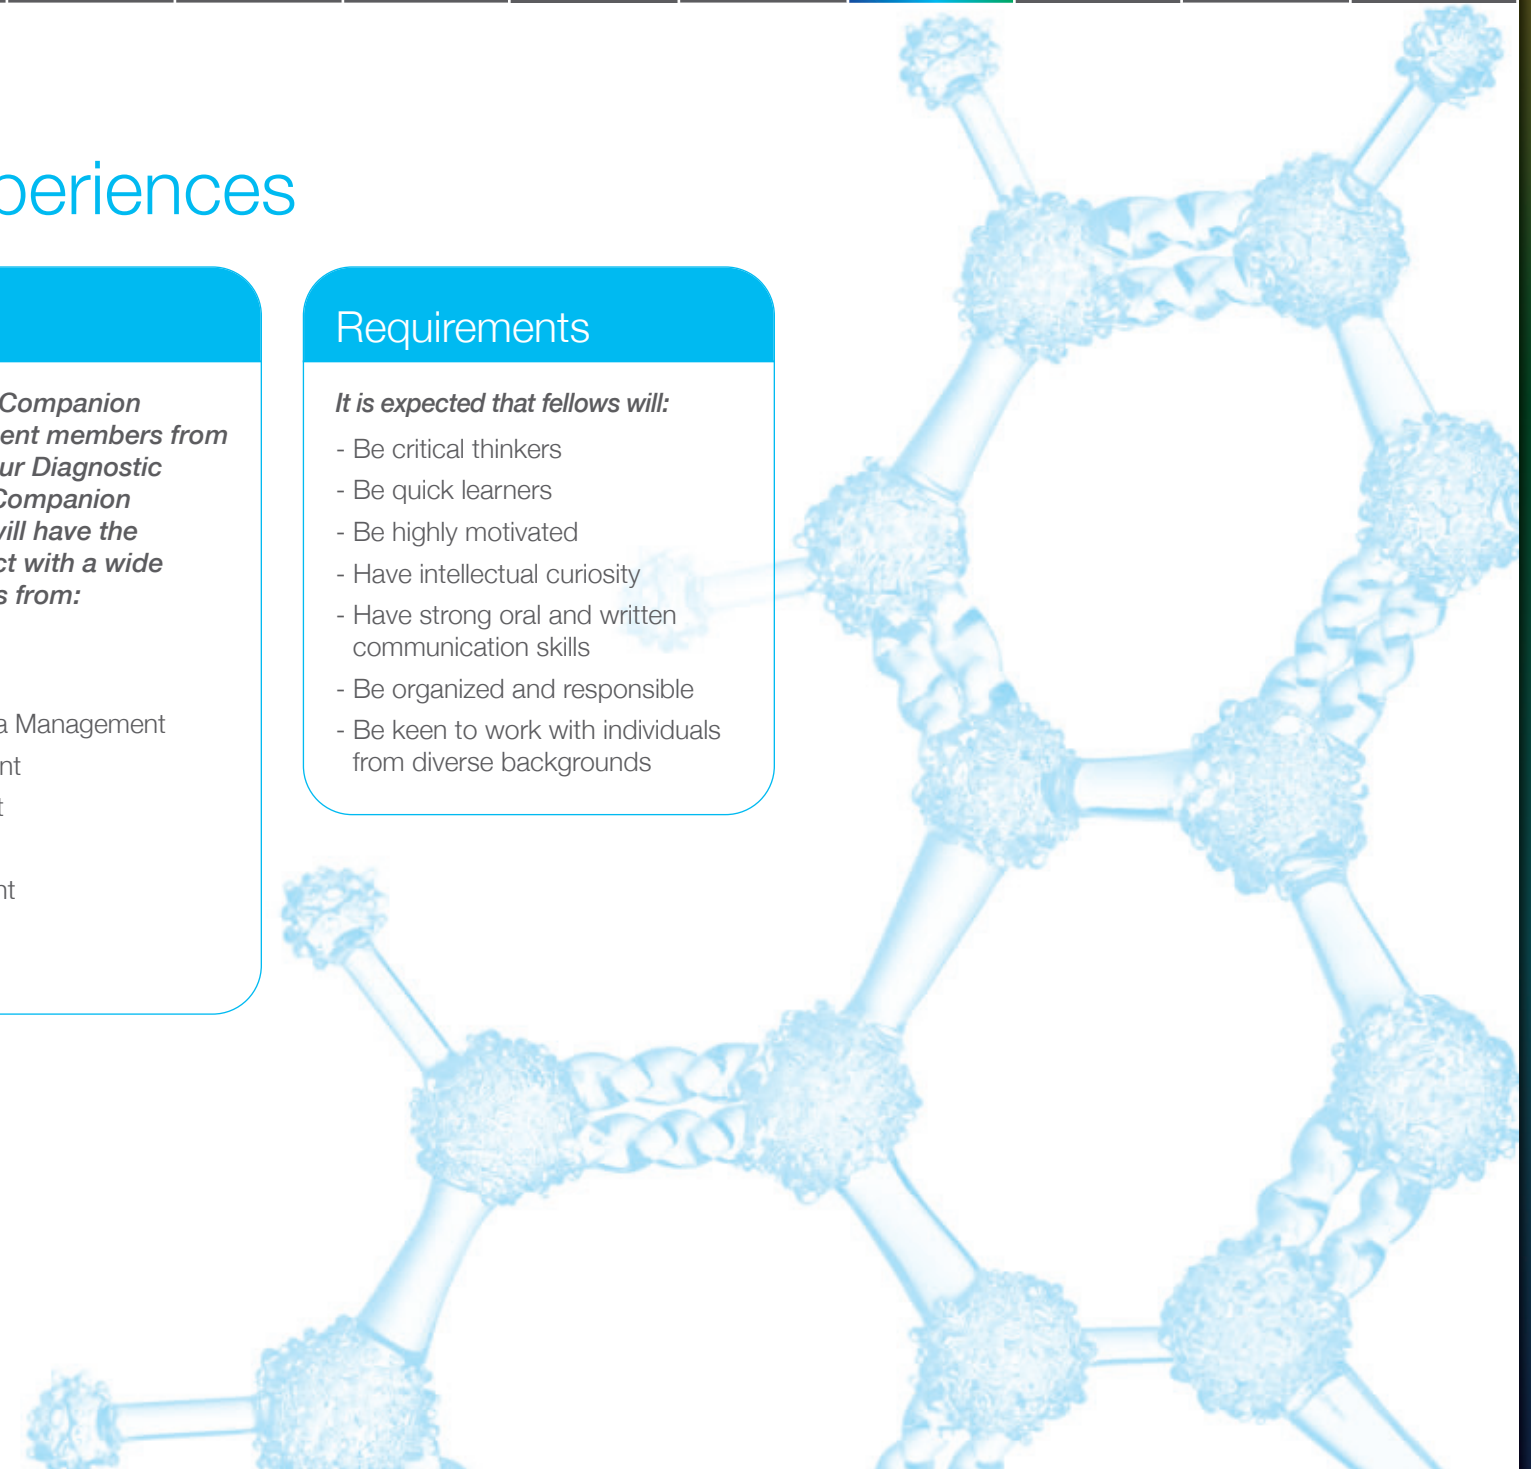 periences
Companion
ent members from
ur Diagnostic
Companion
will have the
ct with a wide
s from:
a Management
nt
t
nt
Requirements
It is expected that fellows will:
- Be critical thinkers
- Be quick learners
- Be highly motivated
- Have intellectual curiosity
- Have strong oral and written
communication skills
- Be organized and responsible
- Be keen to work with individuals
from diverse backgrounds